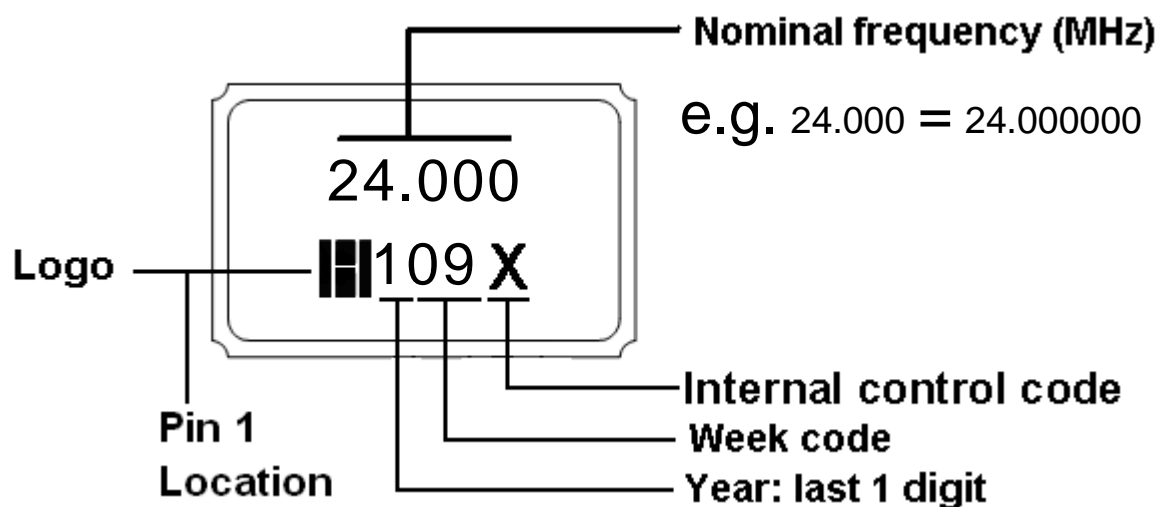 Nominal frequency (MHz)
e.g. 24.000 = 24.000000
24.000
Logo
109 X
Internal control code
Pin 1
Week code
Location
Year: last 1 digit